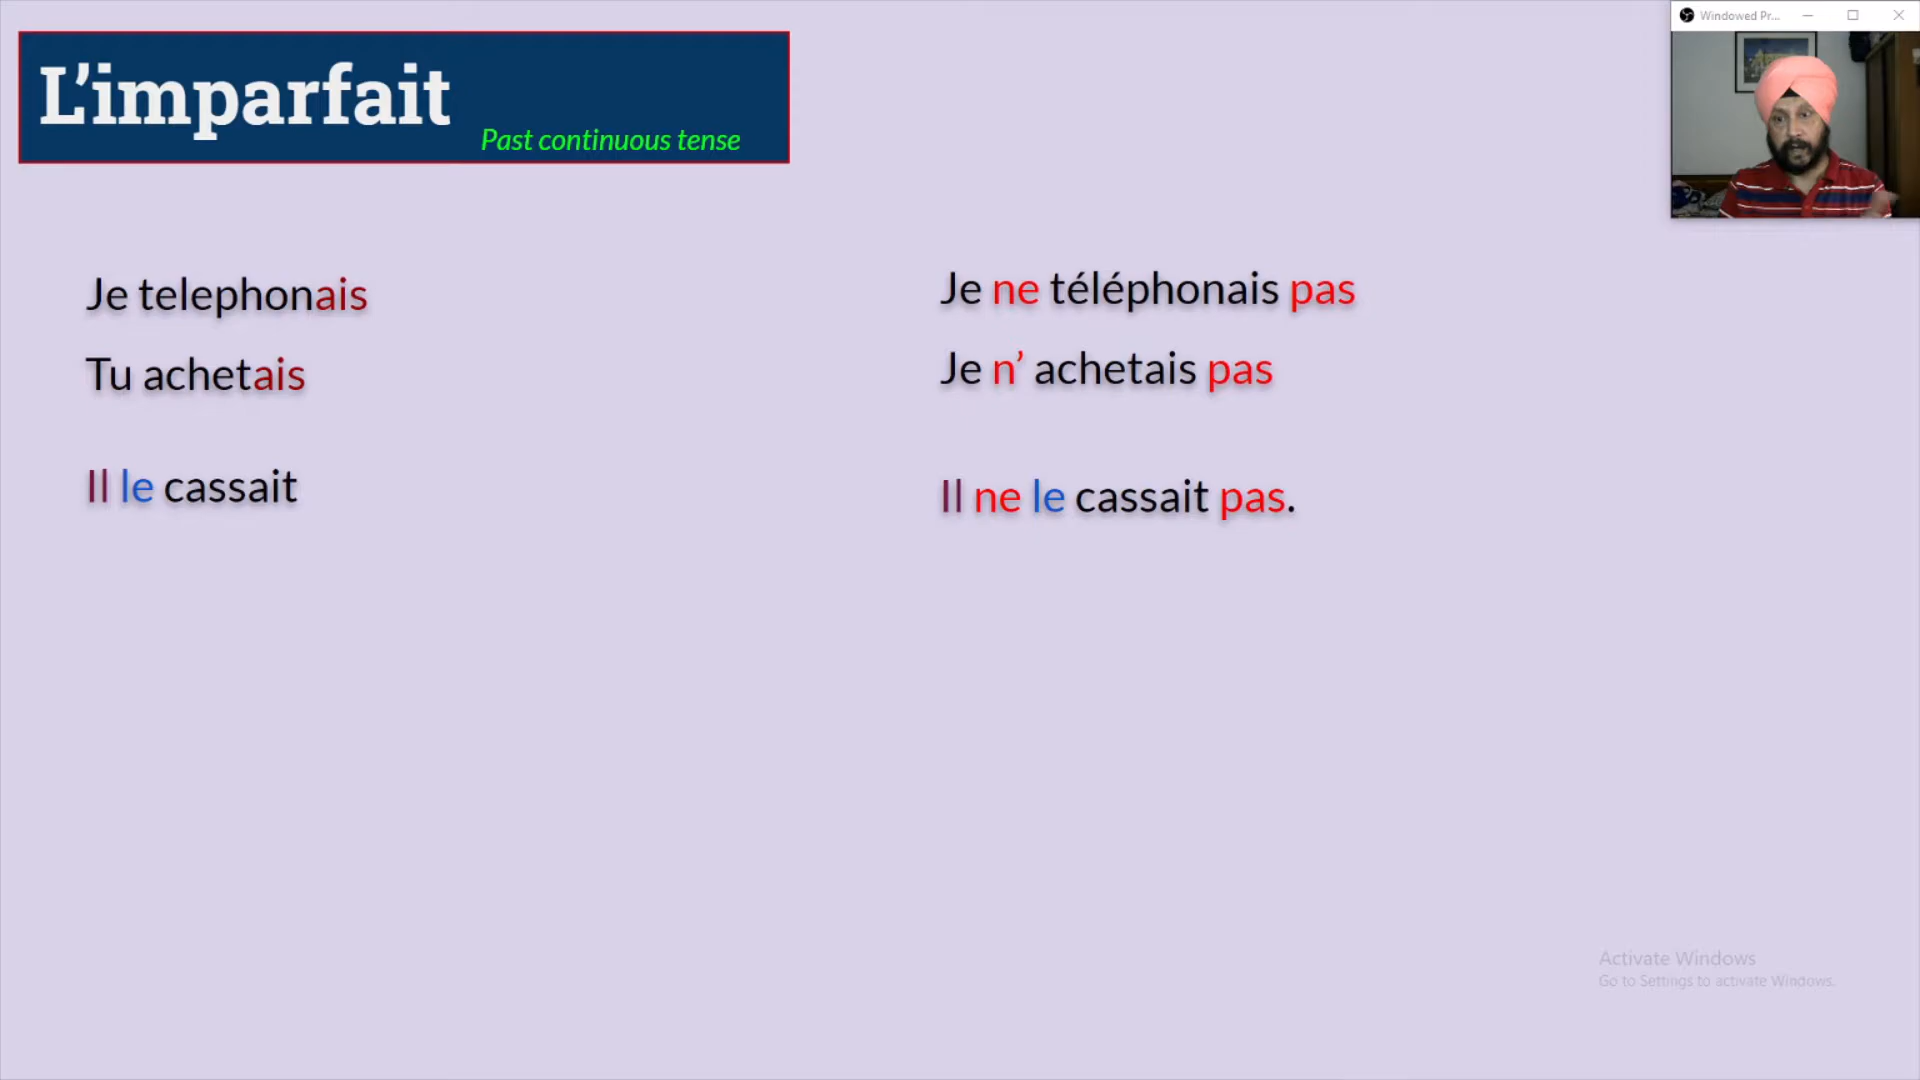 Windowed Pr...
L’imparfait
Past continuous tense
Je telephonais
Tu achetais
Il le cassait
Je ne téléphonais pas
Je n’ achetais pas
Il ne le cassait pas.
Activate Windows
Go to Settings to activate Windows.